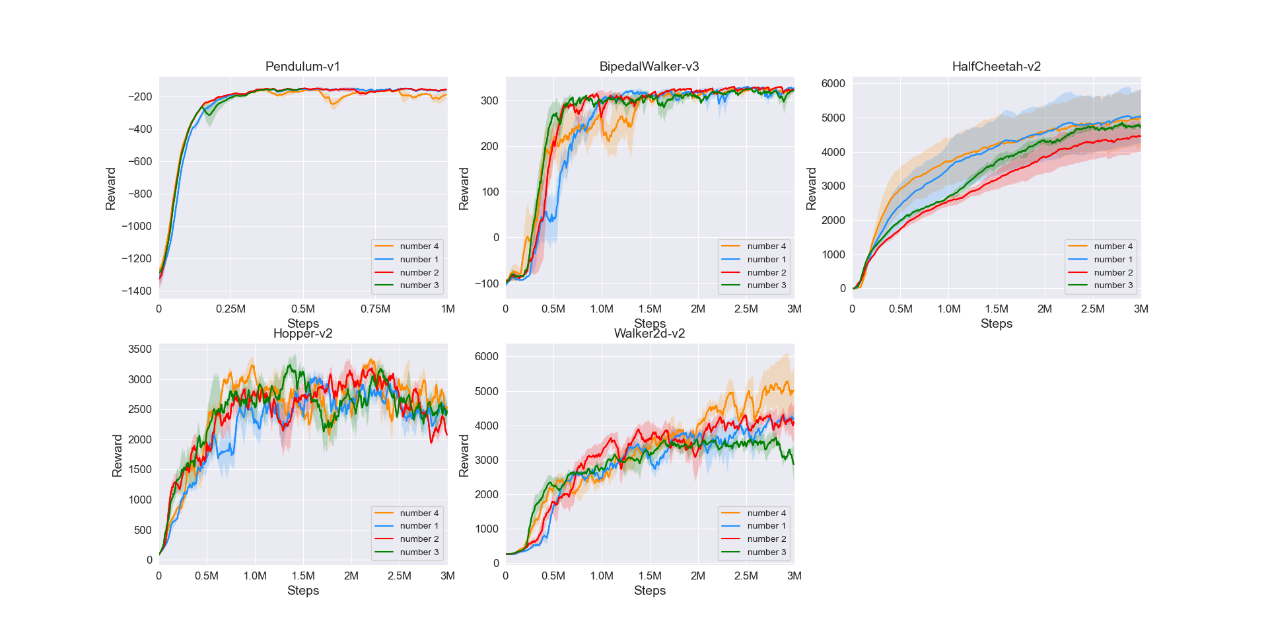 Pendulum-v1
Reward
−200
−400
−600
−800
−1000
−1200
−1400
0 0.25M 0.5M 0.75M 1M
Steps
number 4
number 1
number 2
number 3
BipedalWalker-v3
Reward
300
200
100
0
−100
0 0.5M 1.0M 1.5M 2M 2.5M 3M
Steps
number 4
number 1
number 2
number 3
HalfCheetah-v2
Reward
6000
5000
4000
3000
2000
1000
0
0 0.5M 1.0M 1.5M 2M 2.5M 3M
Steps
number 4
number 1
number 2
number 3
Hopper-v2
Reward
3500
3000
2500
2000
1500
1000
500
0
0 0.5M 1.0M 1.5M 2M 2.5M 3M
Steps
number 4
number 1
number 2
number 3
Walker2d-v2
Reward
6000
5000
4000
3000
2000
1000
0
0 0.5M 1.0M 1.5M 2M 2.5M 3M
Steps
number 4
number 1
number 2
number 3